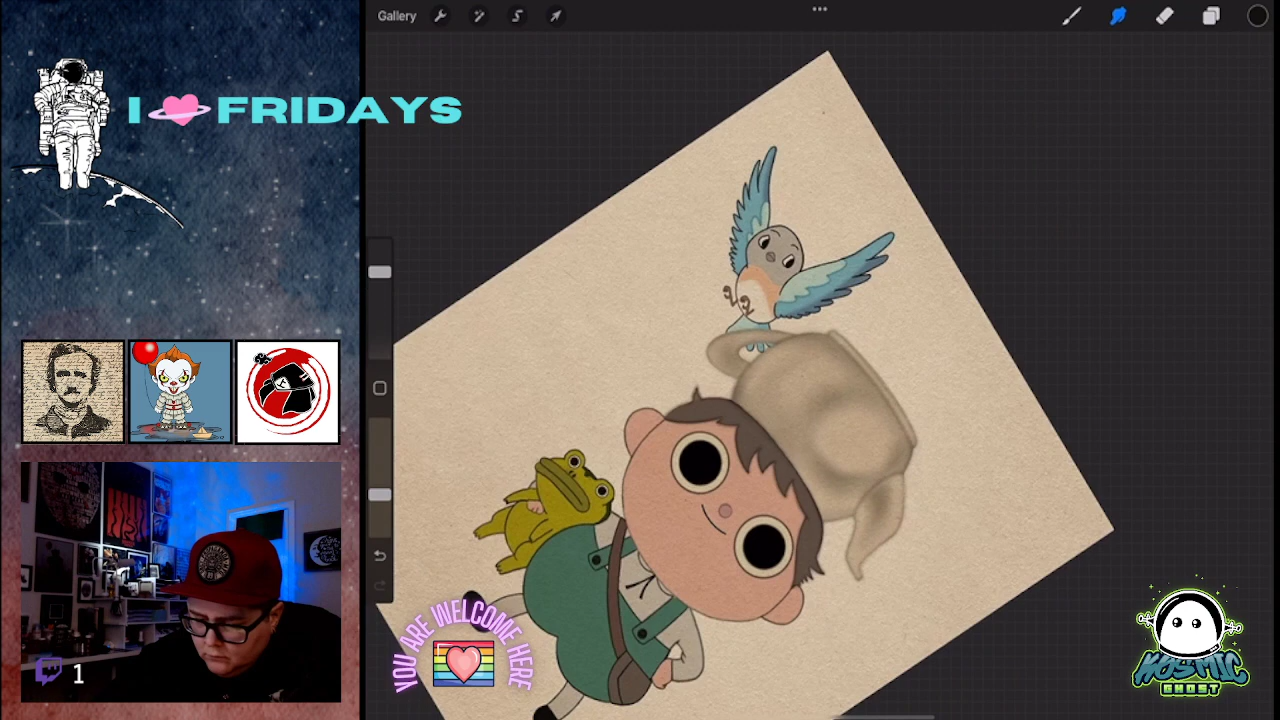 Gallery
I FRIDAYS
1
YOU ARE WELCOME HERE
KOSMIC
GHOST